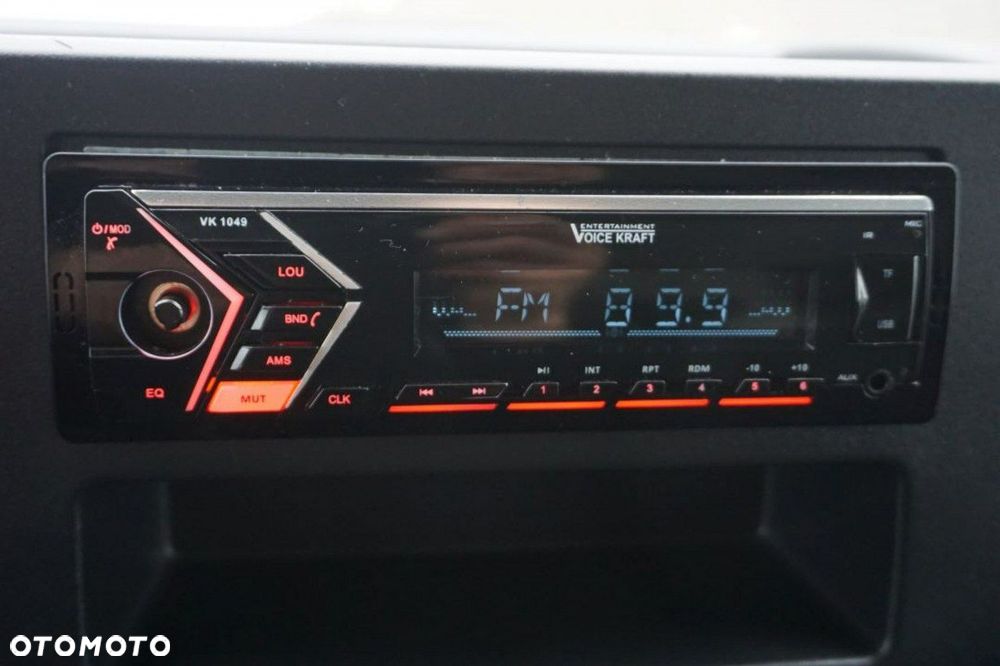 VK 1049
/MOD
LOU
BND
AMS
MUT
EQ
CLK
ENTERTAINMENT
VOICE KRAFT
IR
MIC
TF
USB
FM 89.9
INT
RPT
RDM
-10
+10
1
2
3
4
5
6
AUX
OTOMOTO